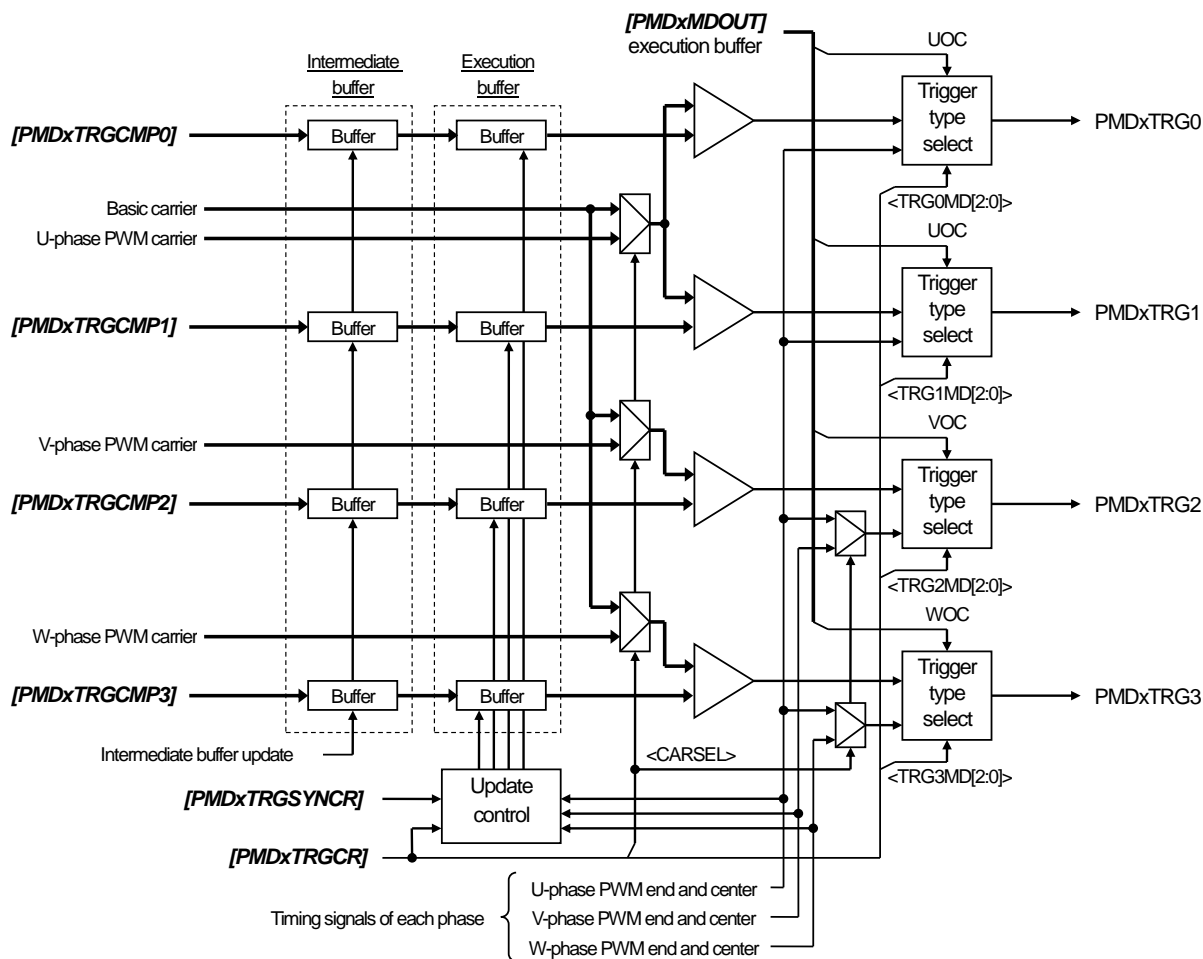 [PMDxMDOUT]
execution buffer
UOC
Intermediate
buffer
Execution
buffer
Trigger
type
select
[PMDxTRGCMP0]
Buffer
Buffer
PMDxTRG0
<TRG0MD[2:0]>
Basic carrier
U-phase PWM carrier
UOC
Trigger
type
select
[PMDxTRGCMP1]
Buffer
Buffer
PMDxTRG1
<TRG1MD[2:0]>
VOC
V-phase PWM carrier
Trigger
type
select
[PMDxTRGCMP2]
Buffer
Buffer
PMDxTRG2
<TRG2MD[2:0]>
WOC
W-phase PWM carrier
Trigger
type
select
[PMDxTRGCMP3]
Buffer
Buffer
PMDxTRG3
Intermediate buffer update
<CARSEL>
<TRG3MD[2:0]>
[PMDxTRGSYNCR]
Update
control
[PMDxTRGCR]
Timing signals of each phase
U-phase PWM end and center
V-phase PWM end and center
W-phase PWM end and center